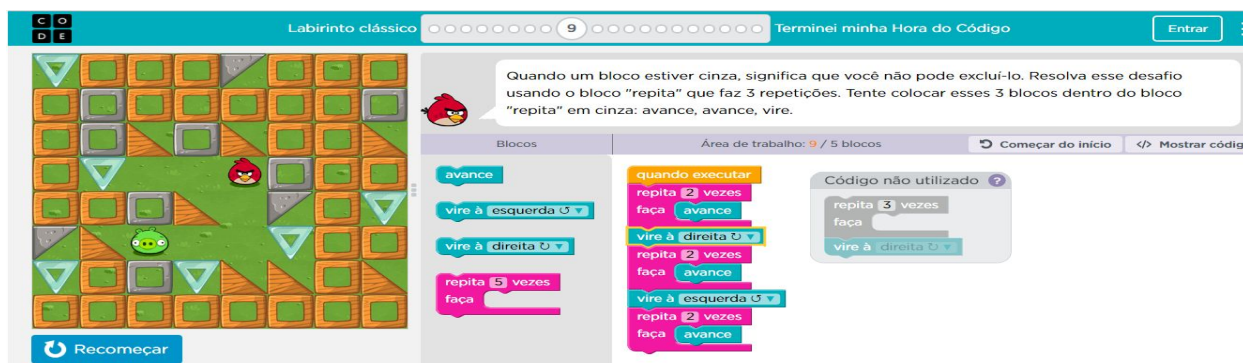 C O
D E
Labirinto clássico
9
Terminei minha Hora do Código
Entrar
Quando um bloco estiver cinza, significa que você não pode excluí-lo. Resolva esse desafio
usando o bloco "repita" que faz 3 repetições. Tente colocar esses 3 blocos dentro do bloco
"repita" em cinza: avance, avance, vire.
Blocos
Área de trabalho: 9 / 5 blocos
Começar do início
</> Mostrar códig
avance
vire à esquerda ↺ ▼
vire à direita ↻ ▼
repita 5 vezes
faça
quando executar
repita 2 vezes
faça avance
vire à direita ↻ ▼
repita 2 vezes
faça avance
vire à esquerda ↺ ▼
repita 2 vezes
faça avance
Código não utilizado ?
repita 3 vezes
faça
vire à direita ↻ ▼
Recomeçar